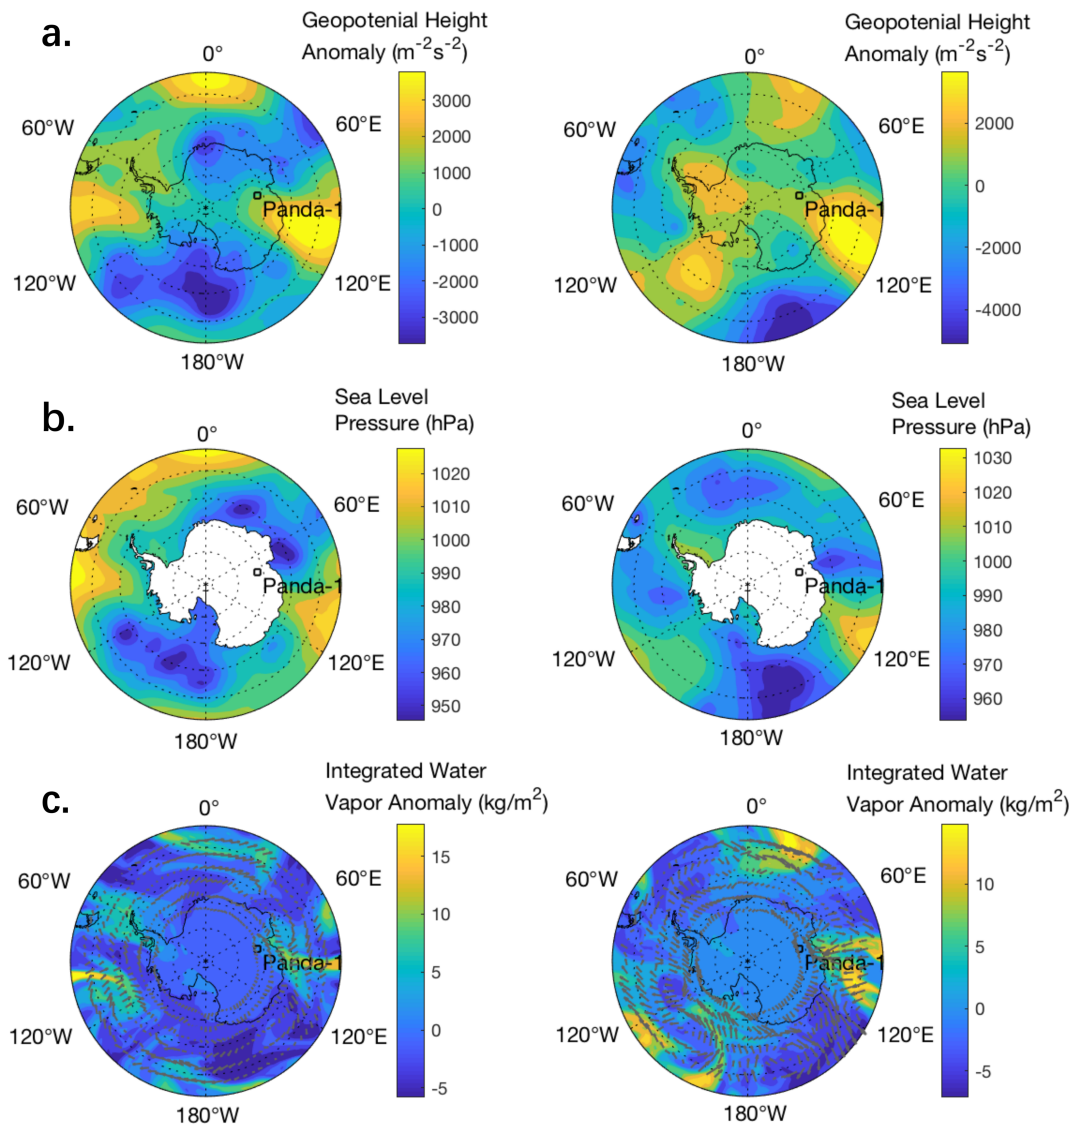 a.
Geopotenial Height
Anomaly (m⁻²s⁻²)
0°
60°W
60°E
Panda-1
120°W
120°E
180°W
3000
2000
1000
0
-1000
-2000
-3000
Geopotenial Height
Anomaly (m⁻²s⁻²)
0°
60°W
60°E
Panda-1
120°W
120°E
180°W
2000
0
-2000
-4000
b.
Sea Level
Pressure (hPa)
0°
60°W
60°E
Panda-1
120°W
120°E
180°W
1020
1010
1000
990
980
970
960
950
Sea Level
Pressure (hPa)
0°
60°W
60°E
Panda-1
120°W
120°E
180°W
1030
1020
1010
1000
990
980
970
960
c.
Integrated Water
Vapor Anomaly (kg/m²)
0°
60°W
60°E
Panda-1
120°W
120°E
180°W
15
10
5
0
-5
Integrated Water
Vapor Anomaly (kg/m²)
0°
60°W
60°E
Panda-1
120°W
120°E
180°W
10
5
0
-5